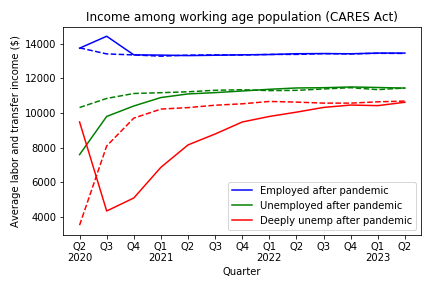 Income among working age population (CARES Act)
Average labor and transfer income ($)
14000
12000
10000
8000
6000
4000
Employed after pandemic
Unemployed after pandemic
Deeply unemp after pandemic
Q2 Q3 Q4 Q1 Q2 Q3 Q4 Q1 Q2 Q3 Q4 Q1 Q2
2020 2021 2022 2023
Quarter